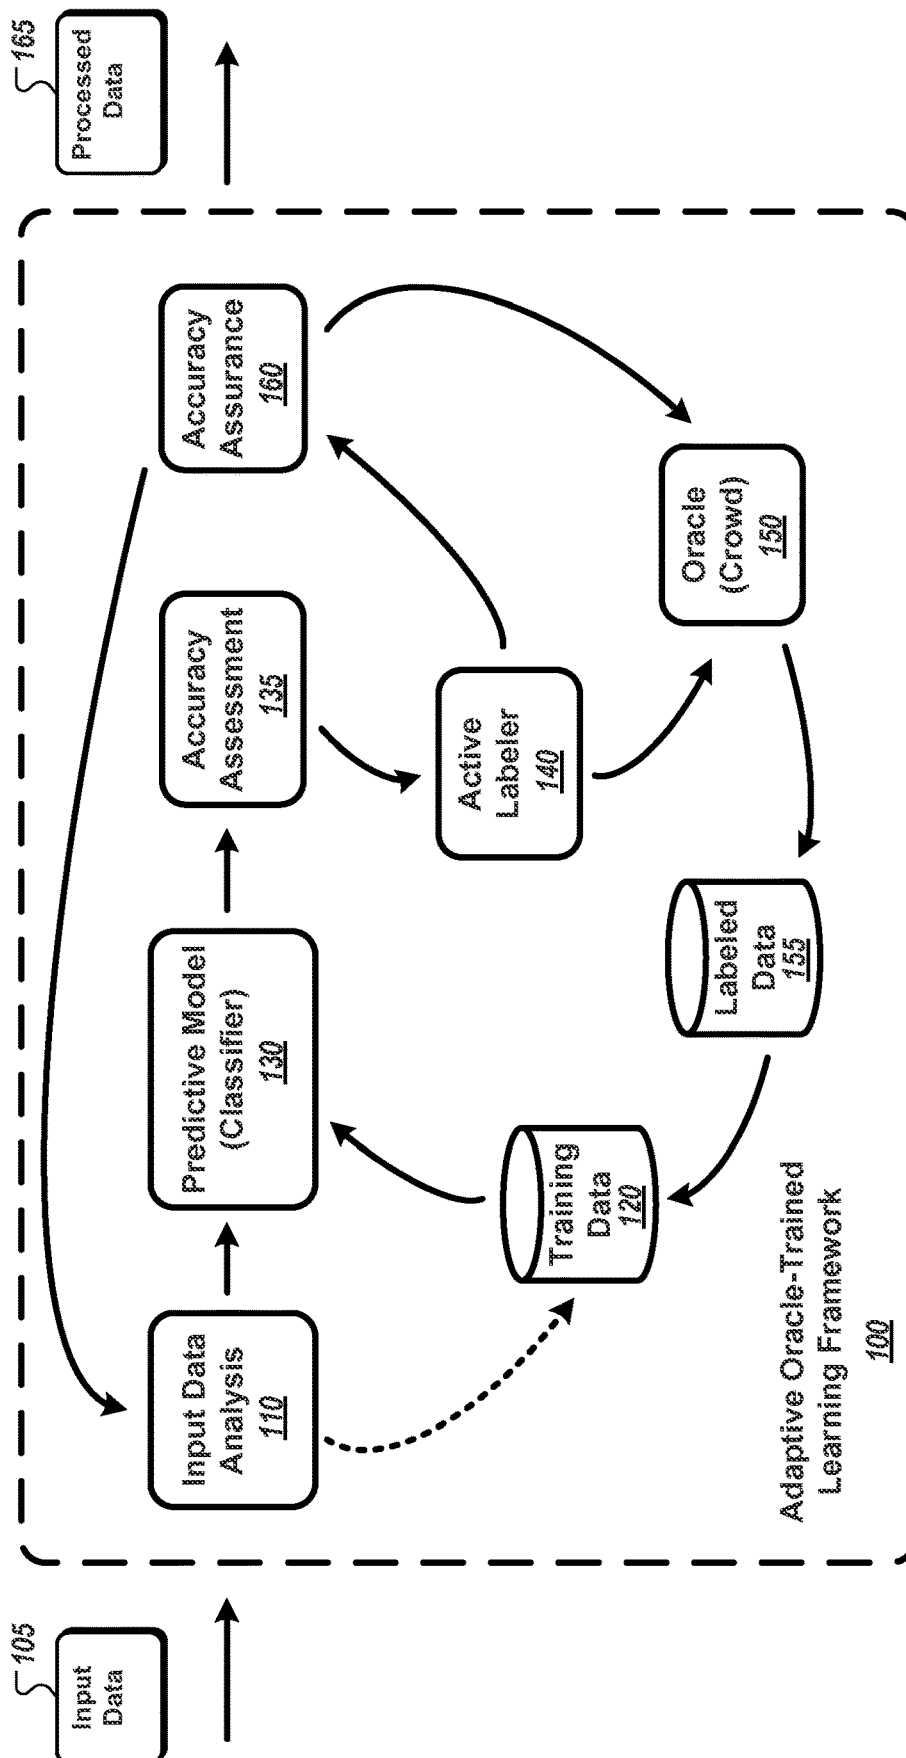 105
Input
Data
Input Data
Analysis
110
Predictive Model
(Classifier)
130
Accuracy
Assessment
135
Accuracy
Assurance
160
165
Processed
Data
Training
Data
120
Active
Labeler
140
Labeled
Data
155
Oracle
(Crowd)
150
Adaptive Oracle-Trained
Learning Framework
100